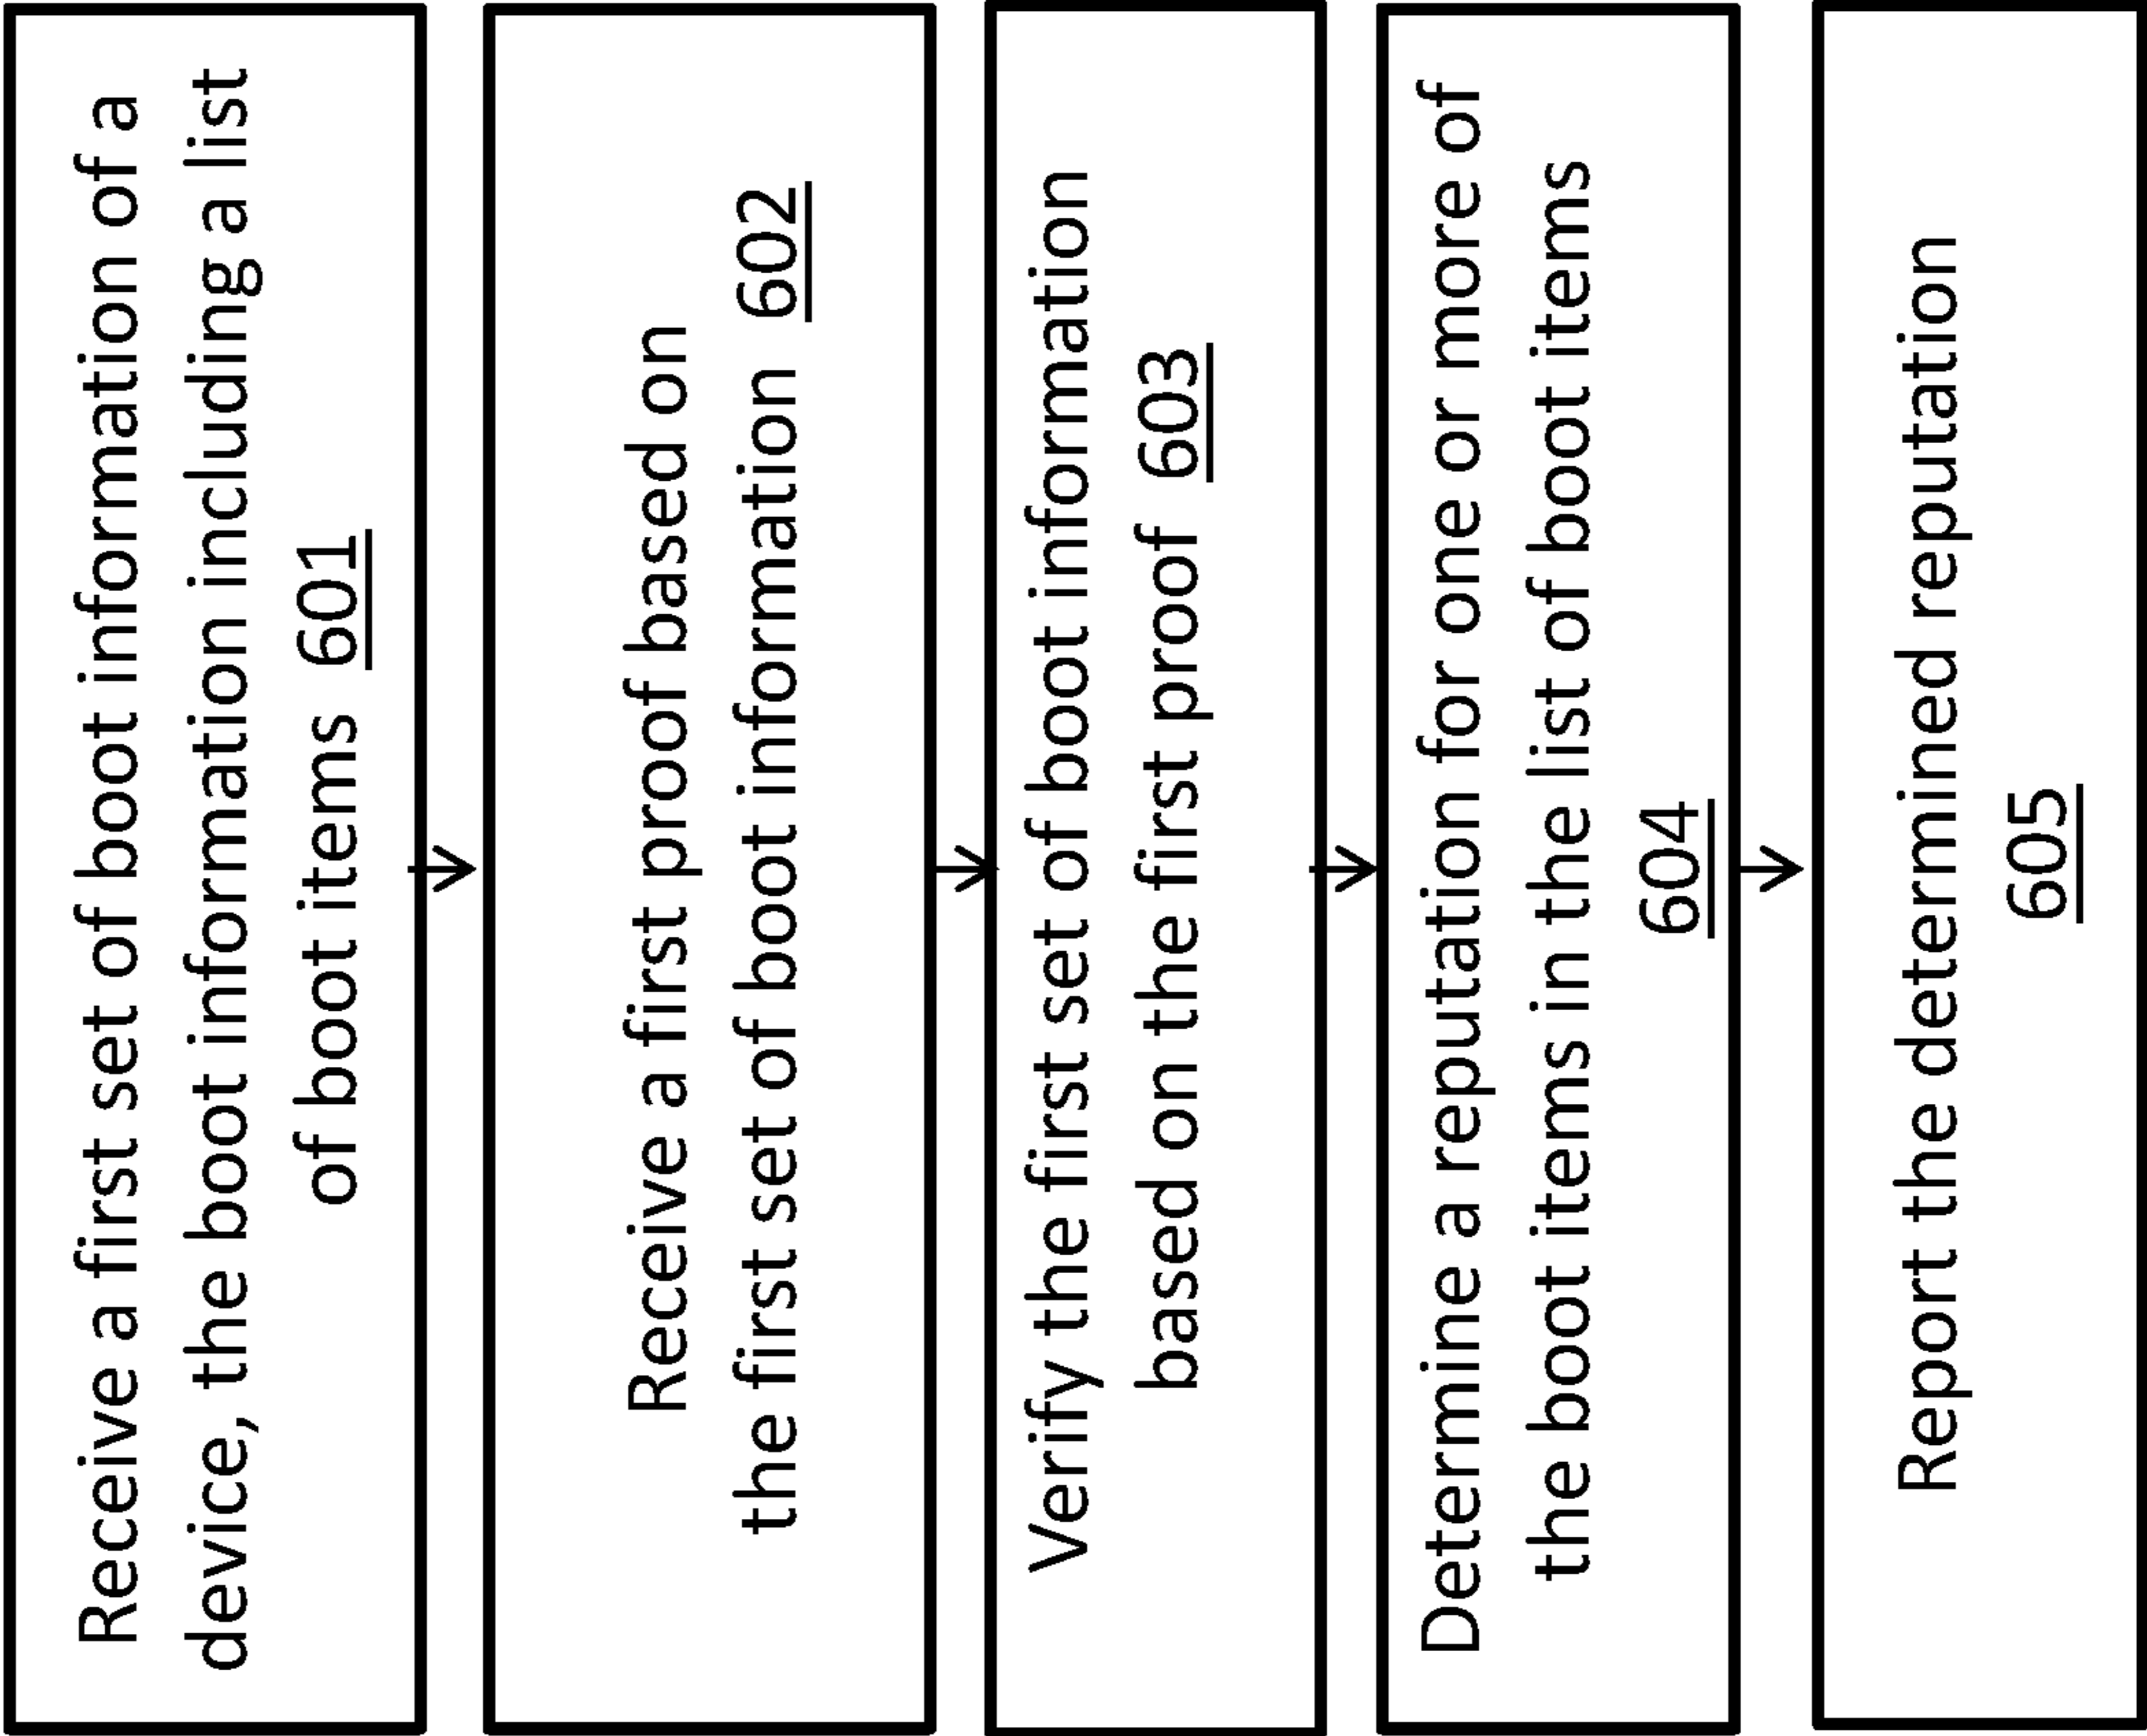 Receive a first set of boot information of a
device, the boot information including a list
of boot items 601
Receive a first proof based on
the first set of boot information 602
Verify the first set of boot information
based on the first proof 603
Determine a reputation for one or more of
the boot items in the list of boot items
604
Report the determined reputation
605